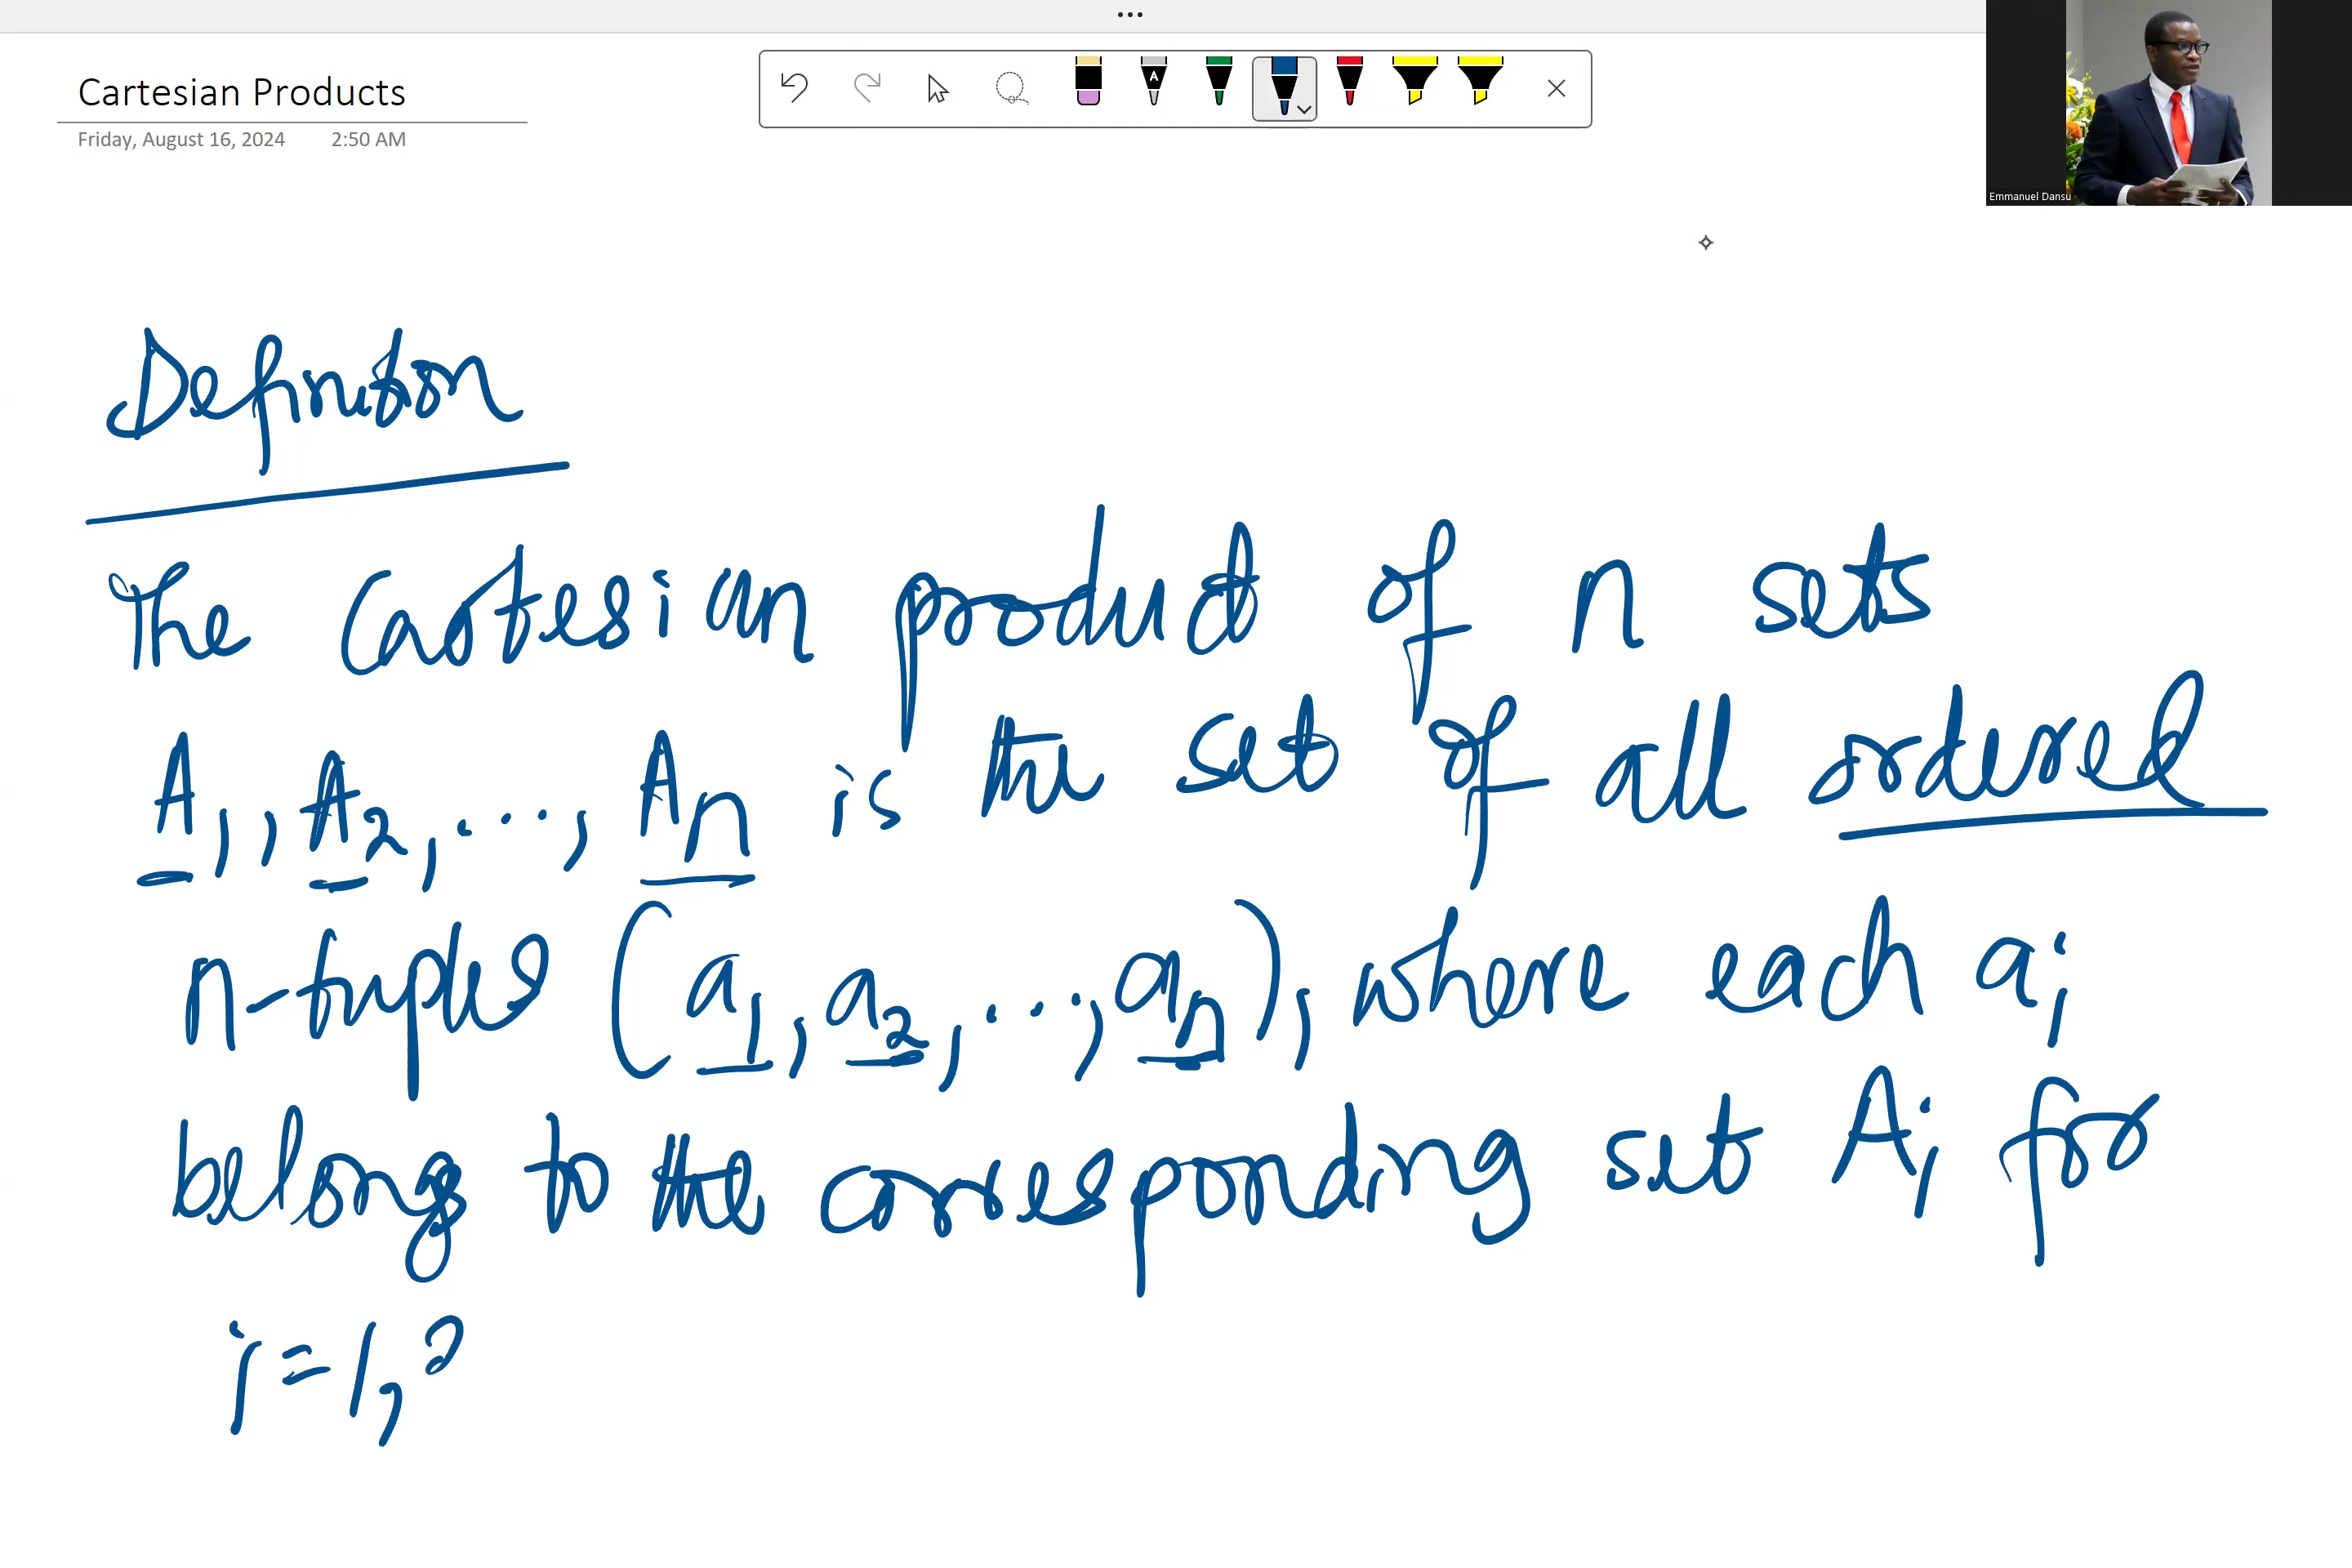 Cartesian Products
Friday, August 16, 2024 2:50 AM
A
Emmanuel Dansu
Definition
The Cartesian product of n sets
A₁, A₂, ..., Aₙ is the set of all ordered
n-tuples (a₁, a₂, ..., aₙ), where each aᵢ
belongs to the corresponding set Aᵢ for
i = 1, 2